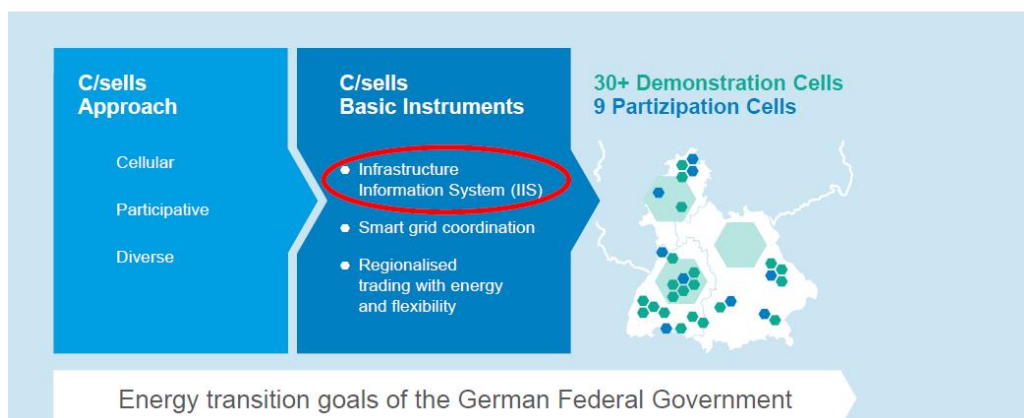 C/sells
Approach
Cellular
Participative
Diverse
C/sells
Basic Instruments
Infrastructure
Information System (IIS)
Smart grid coordination
Regionalised
trading with energy
and flexibility
30+ Demonstration Cells
9 Partizipation Cells
Energy transition goals of the German Federal Government